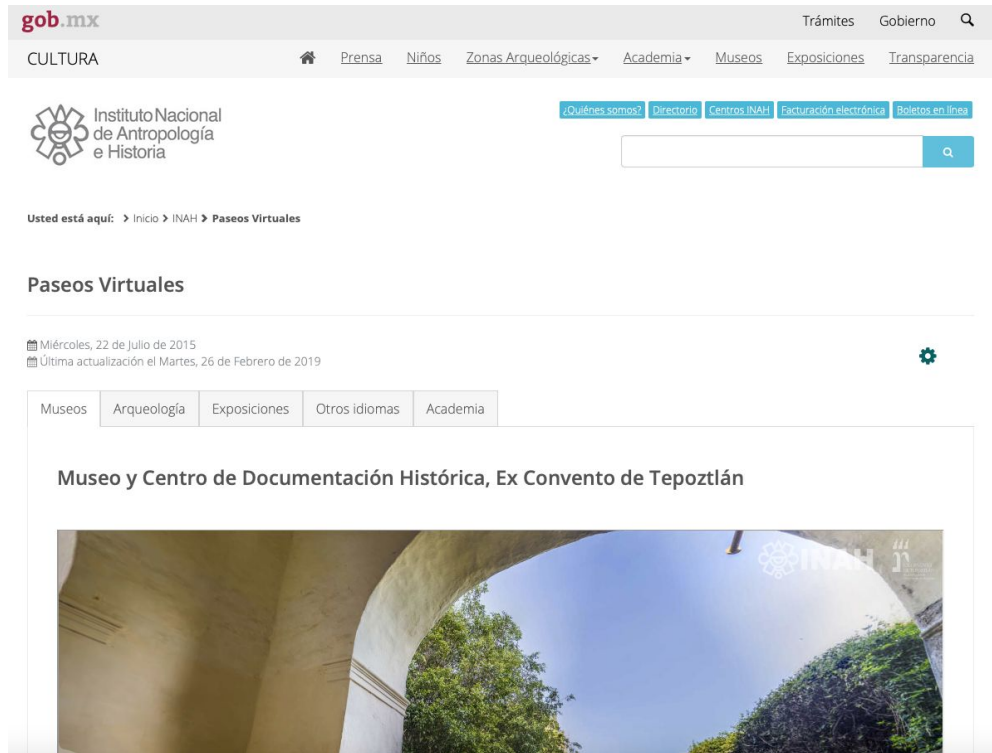 gob.mx
Trámites Gobierno
CULTURA
Prensa Niños Zonas Arqueológicas Academia Museos Exposiciones Transparencia
Instituto Nacional
de Antropología
e Historia
¿Quiénes somos? Directorio Centros INAH Facturación electrónica Boletos en línea
Usted está aquí: > Inicio > INAH > Paseos Virtuales
Paseos Virtuales
Miércoles, 22 de Julio de 2015
Última actualización el Martes, 26 de Febrero de 2019
Museos Arqueología Exposiciones Otros idiomas Academia
Museo y Centro de Documentación Histórica, Ex Convento de Tepoztlán
INAH